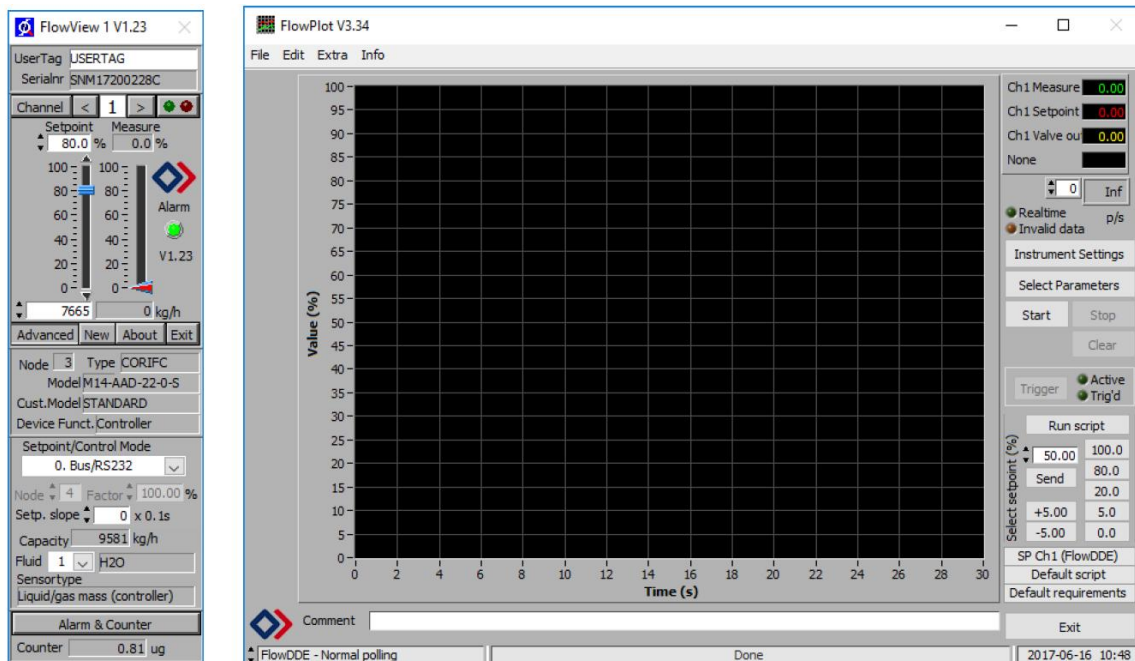 FlowView 1 V1.23
UserTag USERTAG
Serialnr SNM17200228C
Channel < 1 >
Setpoint Measure
80.0 % 0.0 %
100 100
80 80
60 60
40 40
20 20
0 0
Alarm
V1.23
7665 0 kg/h
Advanced New About Exit
Node 3 Type CORIFC
Model M14-AAD-22-0-S
Cust.Model STANDARD
Device Funct. Controller
Setpoint/Control Mode
0. Bus/RS232
Node 4 Factor 100.00 %
Setp. slope 0 x 0.1s
Capacity 9581 kg/h
Fluid 1 H2O
Sensortype
Liquid/gas mass (controller)
Alarm & Counter
Counter 0.81 ug
FlowPlot V3.34
File Edit Extra Info
Value (%)
100
95
90
85
80
75
70
65
60
55
50
45
40
35
30
25
20
15
10
5
0
0 2 4 6 8 10 12 14 16 18 20 22 24 26 28 30
Time (s)
Ch1 Measure 0.00
Ch1 Setpoint 0.00
Ch1 Valve ou 0.00
None
0 Inf
Realtime p/s
Invalid data
Instrument Settings
Select Parameters
Start Stop
Clear
Trigger Active
Trig'd
Run script
Select setpoint (%)
50.00 100.0
Send 80.0
20.0
+5.00 5.0
-5.00 0.0
SP Ch1 (FlowDDE)
Default script
Default requirements
Comment
Exit
FlowDDE - Normal polling Done 2017-06-16 10:48